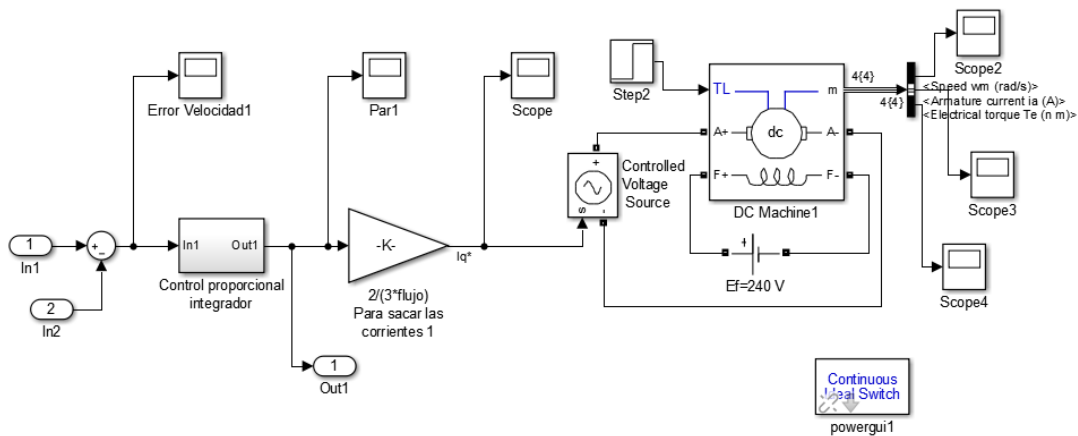 Error Velocidad1
Par1
Scope
Step2
TL
m
dc
A+
A-
F+
F-
DC Machine1
4{4}
4{4}
Scope2
<Speed wm (rad/s)>
<Armature current ia (A)>
<Electrical torque Te (n m)>
Scope3
Scope4
+
s
-
Controlled
Voltage
Source
+
Ef=240 V
1
In1
+
−
2
In2
In1
Out1
Control proporcional
integrador
-K-
2/(3*flujo)
Para sacar las
corrientes 1
Iq*
1
Out1
Continuous
Ideal Switch
powergui1